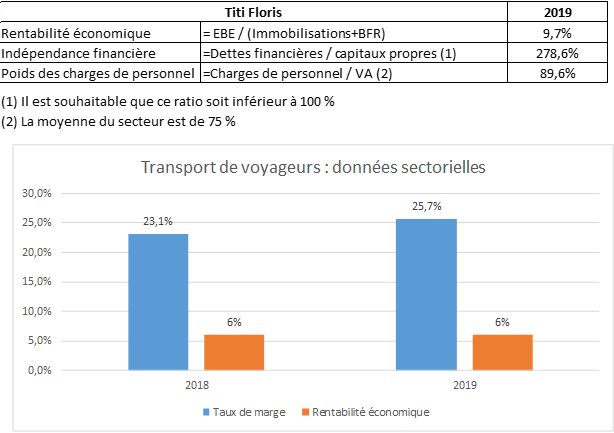 Titi Floris 2019
Rentabilité économique = EBE / (Immobilisations+BFR) 9,7%
Indépendance financière =Dettes financières / capitaux propres (1) 278,6%
Poids des charges de personnel =Charges de personnel / VA (2) 89,6%
(1) Il est souhaitable que ce ratio soit inférieur à 100 %
(2) La moyenne du secteur est de 75 %
Transport de voyageurs : données sectorielles
30,0%
25,0%
20,0%
15,0%
10,0%
5,0%
0,0%
23,1%
6%
25,7%
6%
2018 2019
Taux de marge Rentabilité économique